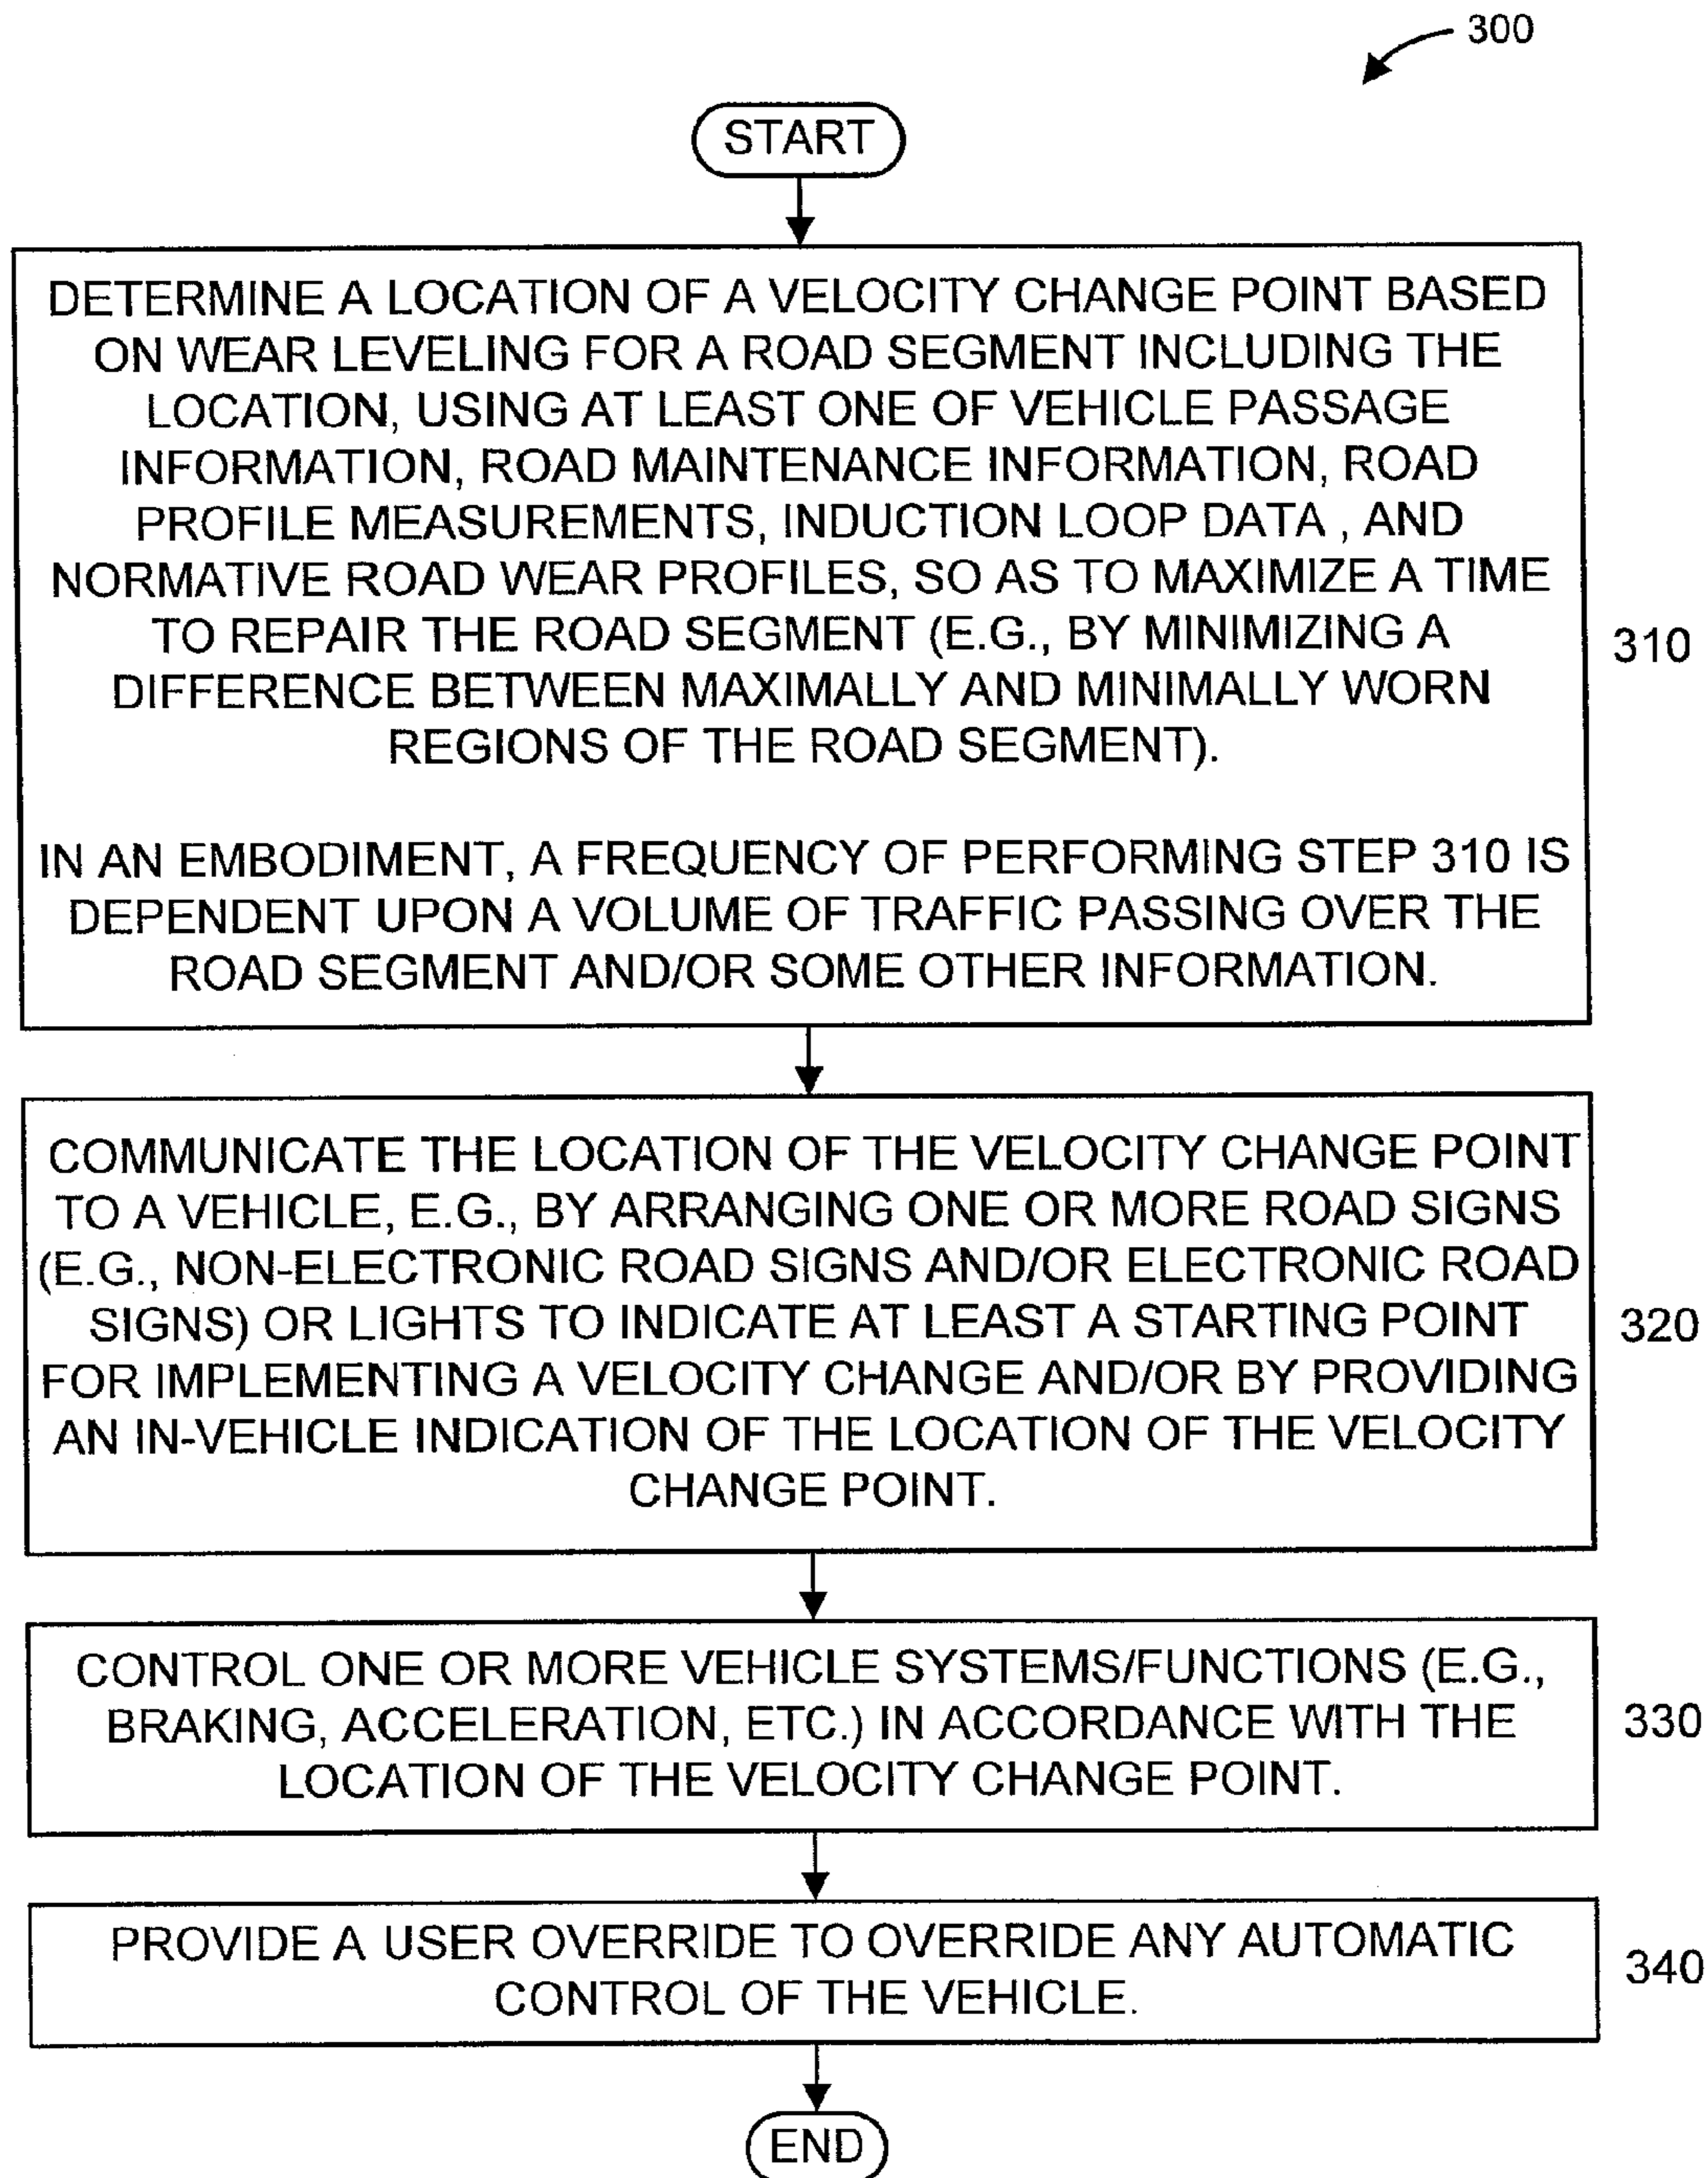 300
START
DETERMINE A LOCATION OF A VELOCITY CHANGE POINT BASED
ON WEAR LEVELING FOR A ROAD SEGMENT INCLUDING THE
LOCATION, USING AT LEAST ONE OF VEHICLE PASSAGE
INFORMATION, ROAD MAINTENANCE INFORMATION, ROAD
PROFILE MEASUREMENTS, INDUCTION LOOP DATA , AND
NORMATIVE ROAD WEAR PROFILES, SO AS TO MAXIMIZE A TIME
TO REPAIR THE ROAD SEGMENT (E.G., BY MINIMIZING A
DIFFERENCE BETWEEN MAXIMALLY AND MINIMALLY WORN
REGIONS OF THE ROAD SEGMENT).
IN AN EMBODIMENT, A FREQUENCY OF PERFORMING STEP 310 IS
DEPENDENT UPON A VOLUME OF TRAFFIC PASSING OVER THE
ROAD SEGMENT AND/OR SOME OTHER INFORMATION.
310
COMMUNICATE THE LOCATION OF THE VELOCITY CHANGE POINT
TO A VEHICLE, E.G., BY ARRANGING ONE OR MORE ROAD SIGNS
(E.G., NON-ELECTRONIC ROAD SIGNS AND/OR ELECTRONIC ROAD
SIGNS) OR LIGHTS TO INDICATE AT LEAST A STARTING POINT
FOR IMPLEMENTING A VELOCITY CHANGE AND/OR BY PROVIDING
AN IN-VEHICLE INDICATION OF THE LOCATION OF THE VELOCITY
CHANGE POINT.
320
CONTROL ONE OR MORE VEHICLE SYSTEMS/FUNCTIONS (E.G.,
BRAKING, ACCELERATION, ETC.) IN ACCORDANCE WITH THE
LOCATION OF THE VELOCITY CHANGE POINT.
330
PROVIDE A USER OVERRIDE TO OVERRIDE ANY AUTOMATIC
CONTROL OF THE VEHICLE.
340
END